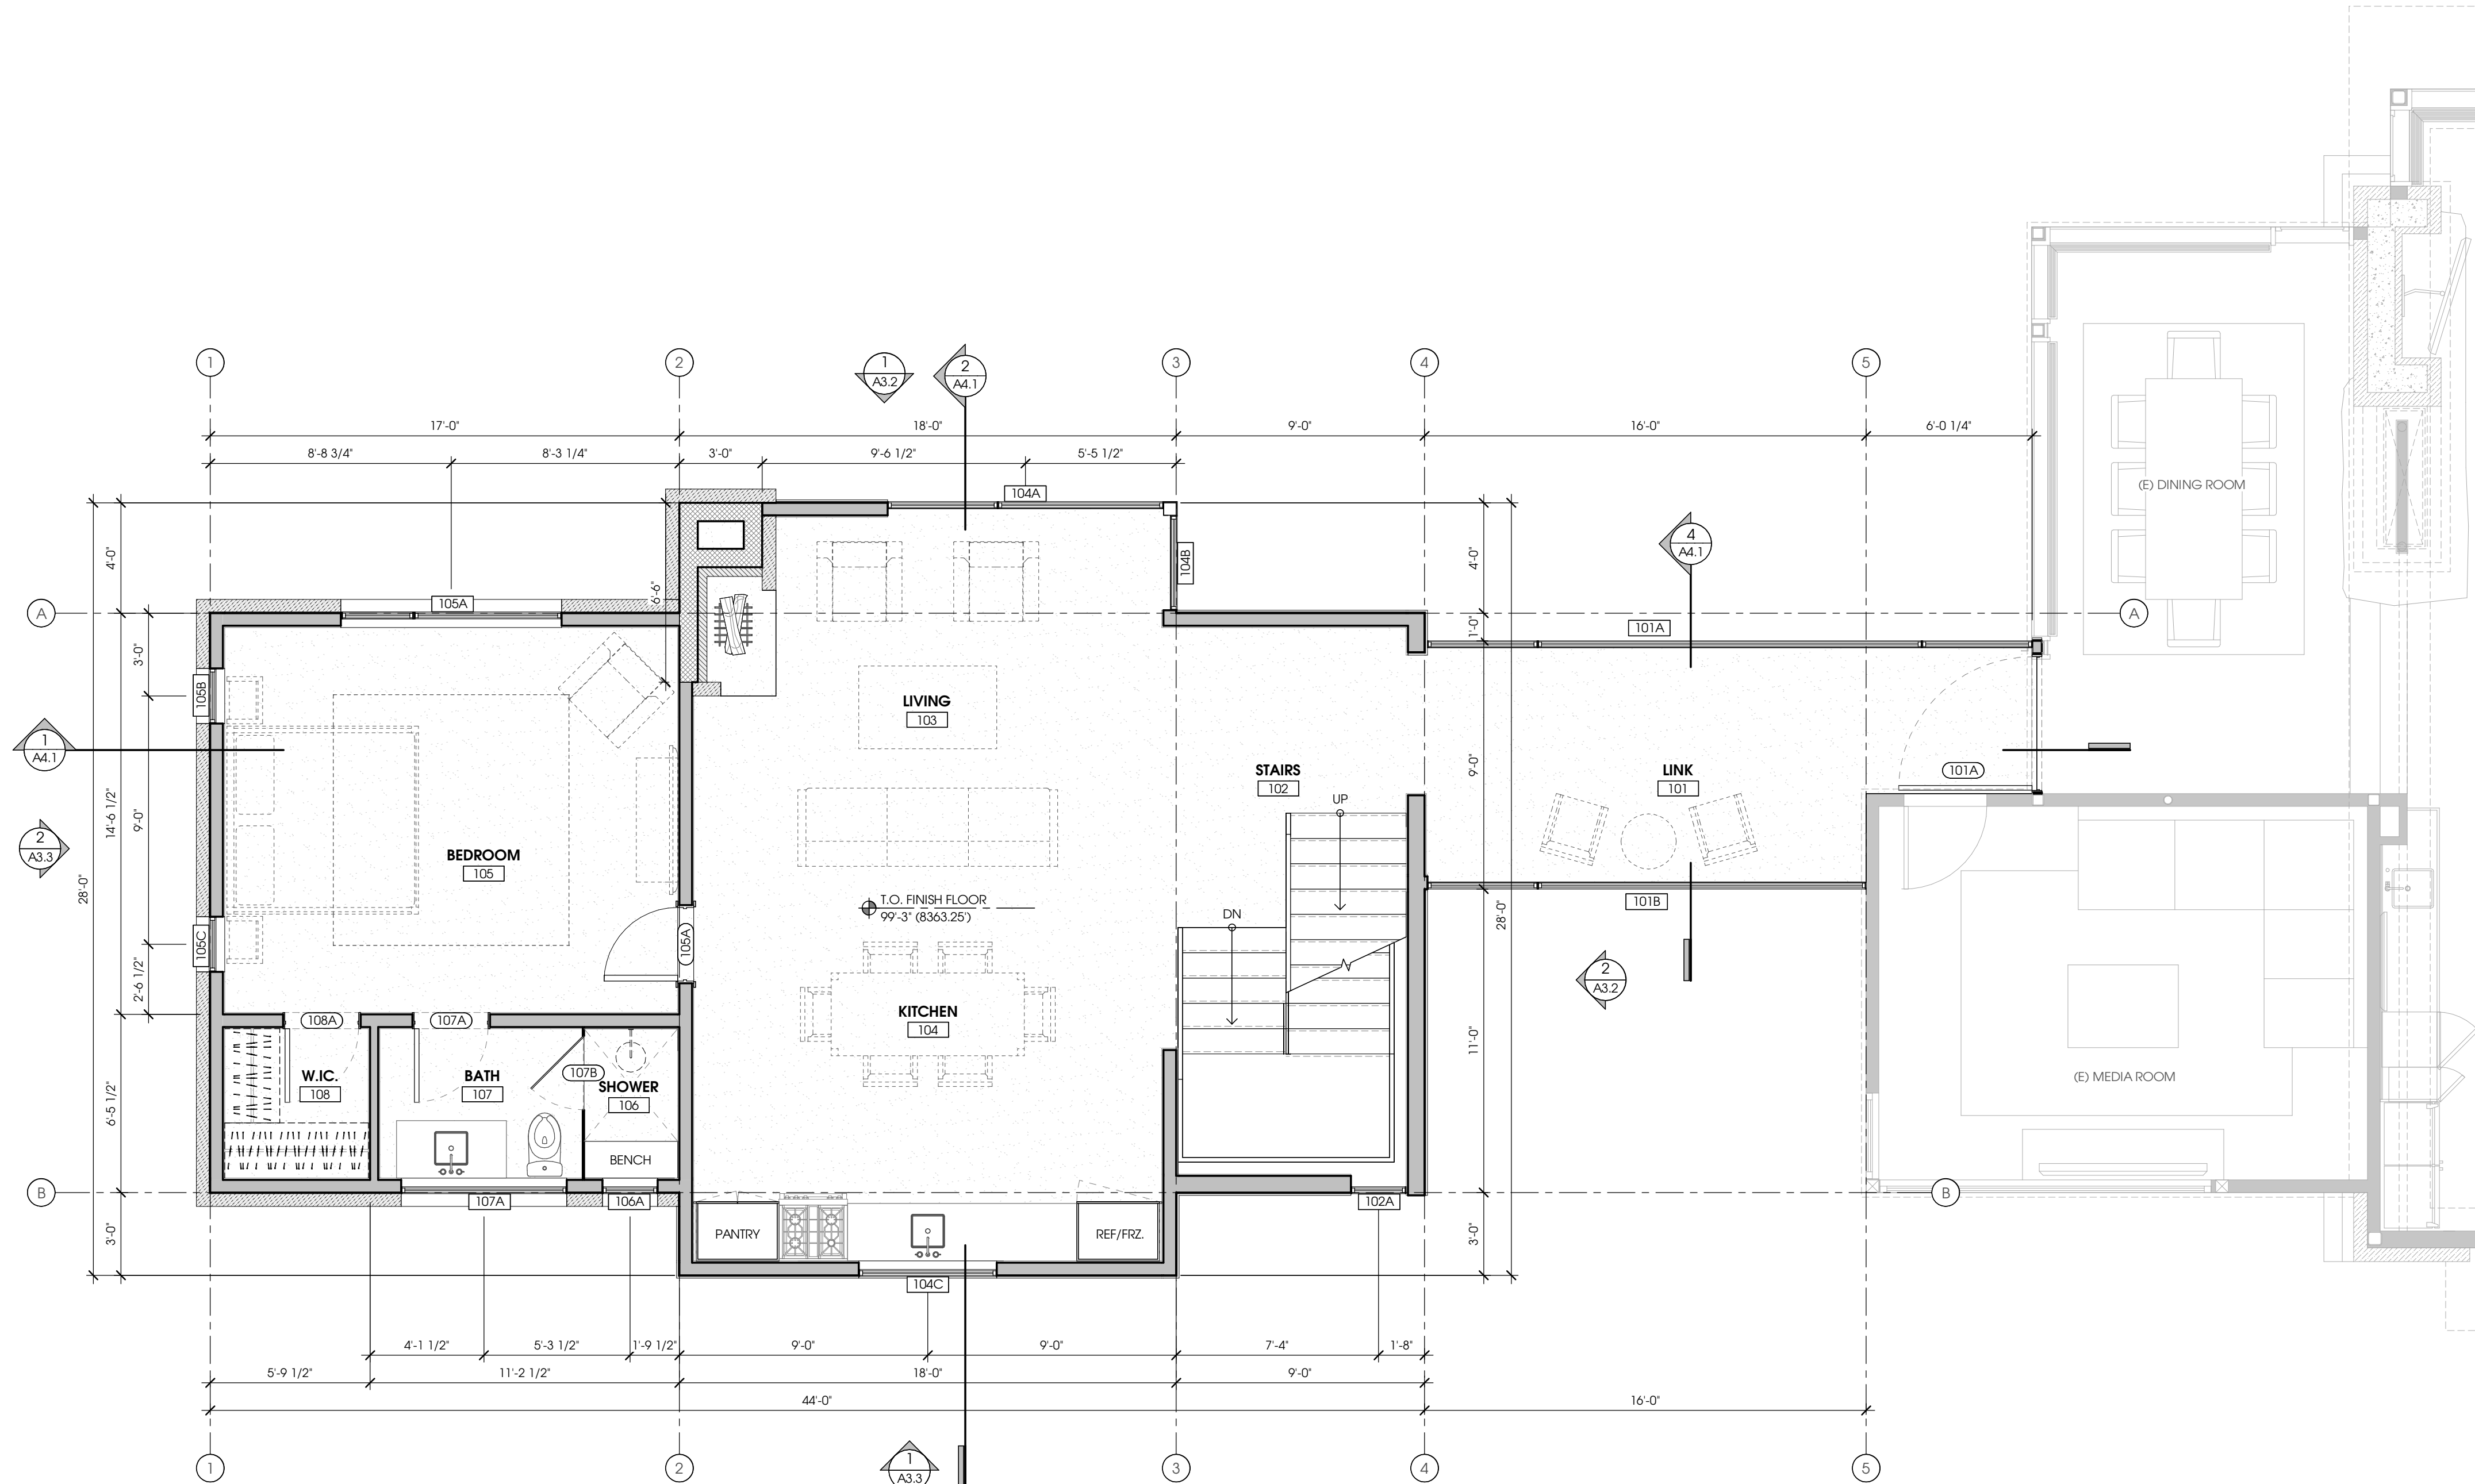 1
2
3
4
5
1
A3.2
2
A4.1
17'-0"
18'-0"
9'-0"
16'-0"
6'-0 1/4"
8'-8 3/4"
8'-3 1/4"
3'-0"
9'-6 1/2"
5'-5 1/2"
104A
(E) DINING ROOM
4
A4.1
4'-0"
104B
4'-0"
6'-6"
105A
A
A
1'-0"
101A
3'-0"
105B
LIVING
103
1
A4.1
9'-0"
STAIRS
102
LINK
101
101A
UP
14'-6 1/2"
9'-0"
2
A3.3
BEDROOM
105
28'-0"
T.O. FINISH FLOOR
99'-3" (8363.25')
101B
28'-0"
DN
105C
105A
2
A3.2
2'-6 1/2"
KITCHEN
104
108A
107A
11'-0"
107B
W.IC.
108
BATH
107
SHOWER
106
(E) MEDIA ROOM
6'-5 1/2"
BENCH
B
B
107A
106A
102A
3'-0"
PANTRY
REF/FRZ.
3'-0"
104C
4'-1 1/2"
5'-3 1/2"
1'-9 1/2"
9'-0"
9'-0"
7'-4"
1'-8"
5'-9 1/2"
11'-2 1/2"
18'-0"
9'-0"
44'-0"
16'-0"
1
2
1
A3.3
3
4
5